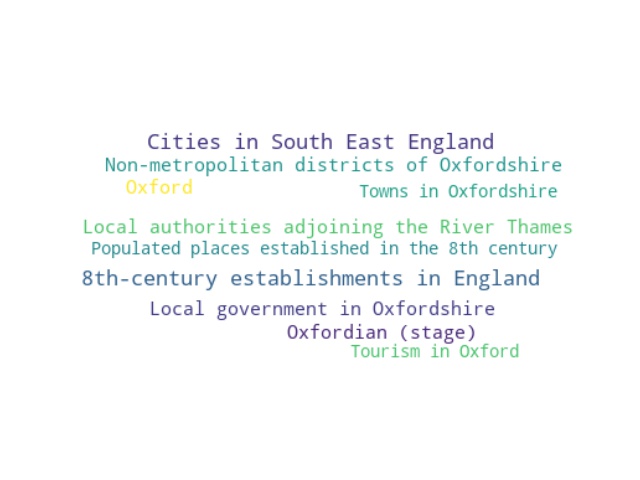 Cities in South East England
Non-metropolitan districts of Oxfordshire
Oxford
Towns in Oxfordshire
Local authorities adjoining the River Thames
Populated places established in the 8th century
8th-century establishments in England
Local government in Oxfordshire
Oxfordian (stage)
Tourism in Oxford